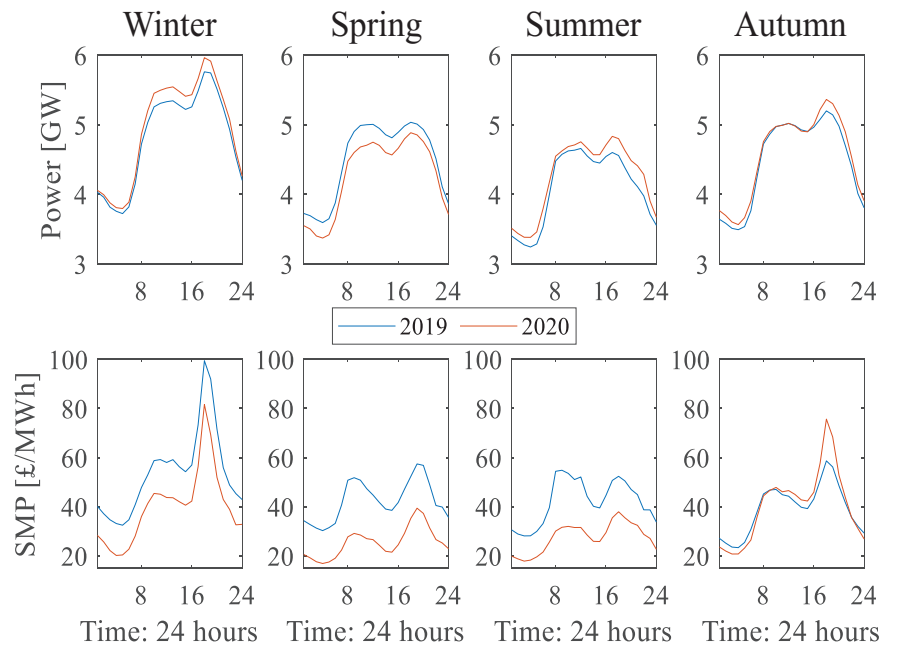 Winter Spring Summer Autumn
Power [GW]
6 6 6 6
5 5 5 5
4 4 4 4
3 3 3 3
8 16 24 8 16 24 8 16 24 8 16 24
2019 2020
SMP [£/MWh]
100 100 100 100
80 80 80 80
60 60 60 60
40 40 40 40
20 20 20 20
8 16 24 8 16 24 8 16 24 8 16 24
Time: 24 hours Time: 24 hours Time: 24 hours Time: 24 hours